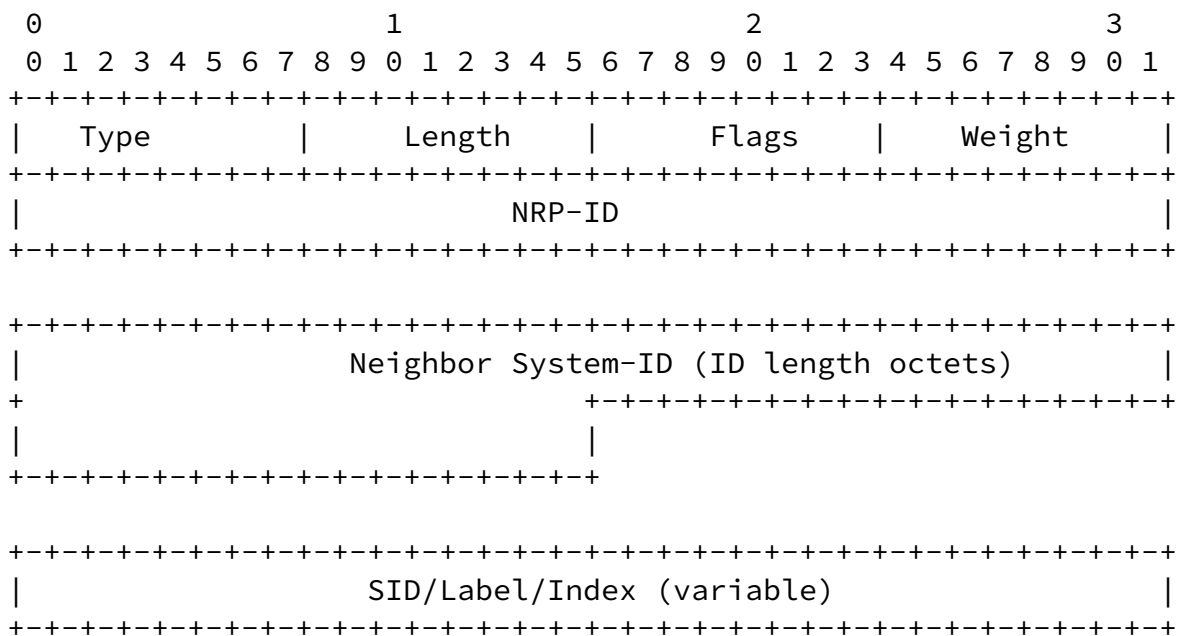 0                   1                   2                   3
 0 1 2 3 4 5 6 7 8 9 0 1 2 3 4 5 6 7 8 9 0 1 2 3 4 5 6 7 8 9 0 1
+-+-+-+-+-+-+-+-+-+-+-+-+-+-+-+-+-+-+-+-+-+-+-+-+-+-+-+-+-+-+-+-+
|   Type        |     Length    |      Flags    |    Weight     |
+-+-+-+-+-+-+-+-+-+-+-+-+-+-+-+-+-+-+-+-+-+-+-+-+-+-+-+-+-+-+-+-+
|                           NRP-ID                              |
+-+-+-+-+-+-+-+-+-+-+-+-+-+-+-+-+-+-+-+-+-+-+-+-+-+-+-+-+-+-+-+-+

+-+-+-+-+-+-+-+-+-+-+-+-+-+-+-+-+-+-+-+-+-+-+-+-+-+-+-+-+-+-+-+-+
|                  Neighbor System-ID (ID length octets)        |
+                               +-+-+-+-+-+-+-+-+-+-+-+-+-+-+-+-+
|                               |
+-+-+-+-+-+-+-+-+-+-+-+-+-+-+-+-+

+-+-+-+-+-+-+-+-+-+-+-+-+-+-+-+-+-+-+-+-+-+-+-+-+-+-+-+-+-+-+-+-+
|                   SID/Label/Index (variable)                  |
+-+-+-+-+-+-+-+-+-+-+-+-+-+-+-+-+-+-+-+-+-+-+-+-+-+-+-+-+-+-+-+-+